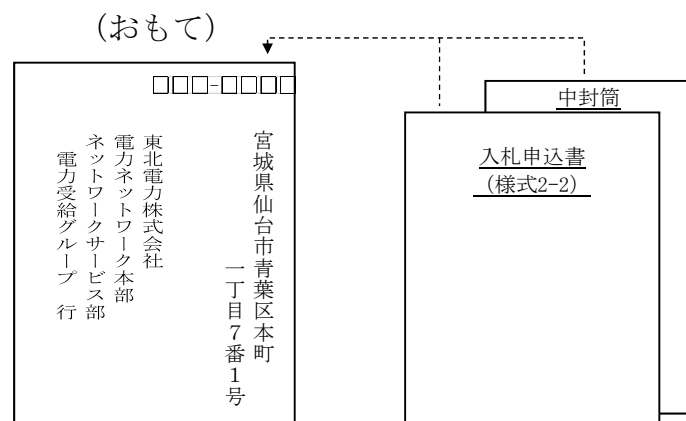 (おもて)
□□□-□□□□
宮城県仙台市青葉区本町
一丁目7番1号
東北電力株式会社
電力ネットワーク本部
ネットワークサービス部
電力受給グループ 行
中封筒
入札申込書
(様式2-2)